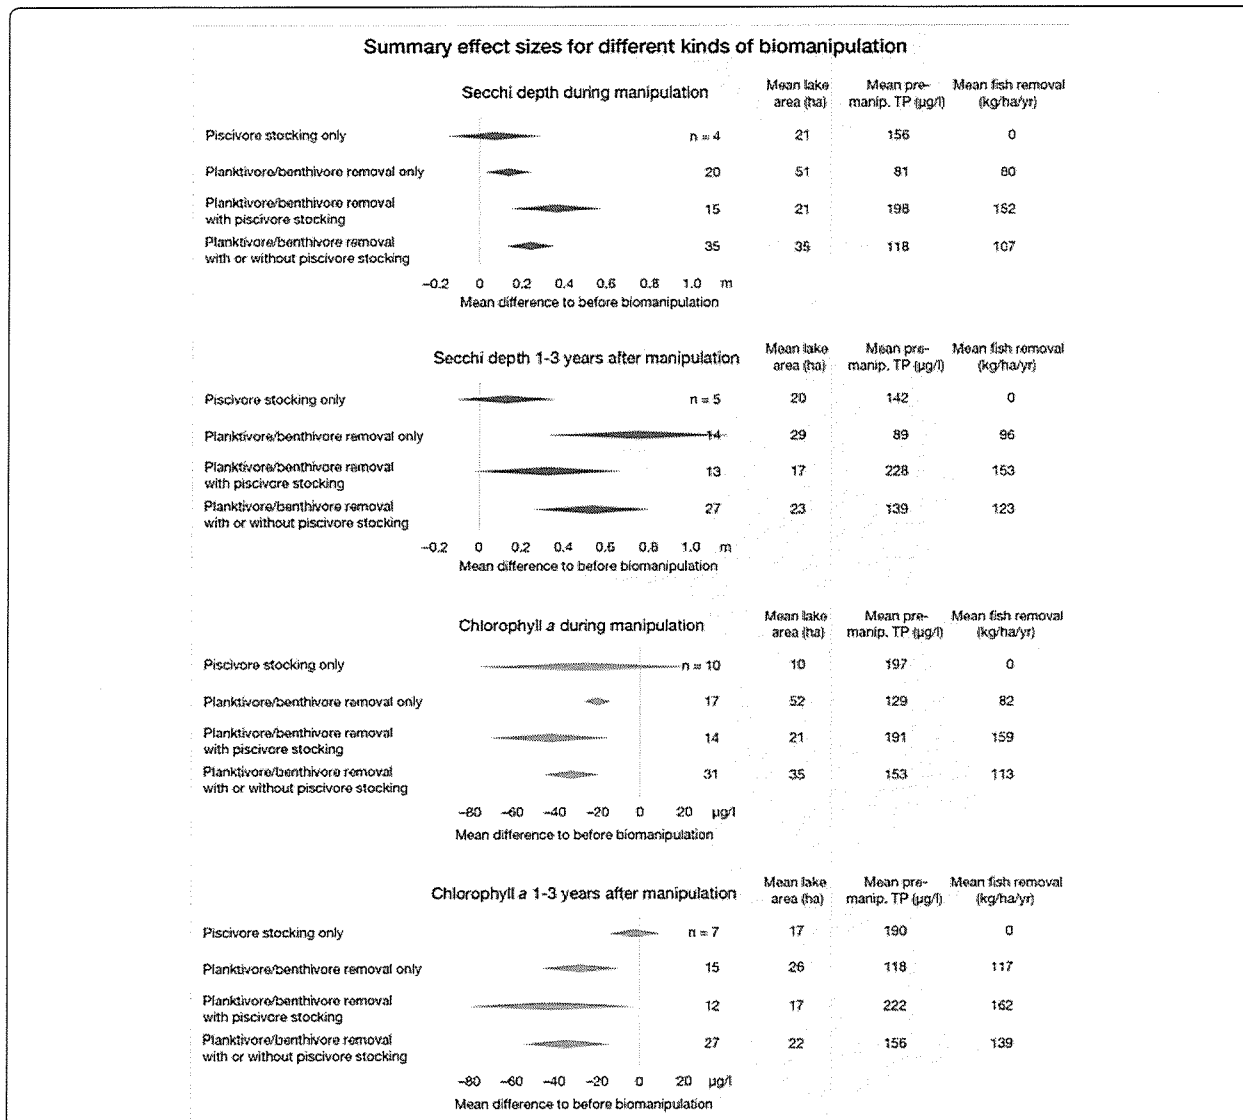 Summary effect sizes for different kinds of biomanipulation
Secchi depth during manipulation
Mean lake area (ha)
Mean pre-manip. TP (µg/l)
Mean fish removal (kg/ha/yr)
Piscivore stocking only n = 4 21 156 0
Planktivore/benthivore removal only 20 51 81 80
Planktivore/benthivore removal
with piscivore stocking 15 21 198 152
Planktivore/benthivore removal
with or without piscivore stocking 35 35 118 107
−0.2 0 0.2 0.4 0.6 0.8 1.0 m
Mean difference to before biomanipulation
Secchi depth 1-3 years after manipulation
Mean lake area (ha)
Mean pre-manip. TP (µg/l)
Mean fish removal (kg/ha/yr)
Piscivore stocking only n = 5 20 142 0
Planktivore/benthivore removal only 14 29 89 96
Planktivore/benthivore removal
with piscivore stocking 13 17 228 153
Planktivore/benthivore removal
with or without piscivore stocking 27 23 139 123
−0.2 0 0.2 0.4 0.6 0.8 1.0 m
Mean difference to before biomanipulation
Chlorophyll a during manipulation
Mean lake area (ha)
Mean pre-manip. TP (µg/l)
Mean fish removal (kg/ha/yr)
Piscivore stocking only n = 10 10 197 0
Planktivore/benthivore removal only 17 52 129 82
Planktivore/benthivore removal
with piscivore stocking 14 21 191 159
Planktivore/benthivore removal
with or without piscivore stocking 31 35 153 113
−80 −60 −40 −20 0 20 µg/l
Mean difference to before biomanipulation
Chlorophyll a 1-3 years after manipulation
Mean lake area (ha)
Mean pre-manip. TP (µg/l)
Mean fish removal (kg/ha/yr)
Piscivore stocking only n = 7 17 190 0
Planktivore/benthivore removal only 15 26 118 117
Planktivore/benthivore removal
with piscivore stocking 12 17 222 162
Planktivore/benthivore removal
with or without piscivore stocking 27 22 156 139
−80 −60 −40 −20 0 20 µg/l
Mean difference to before biomanipulation